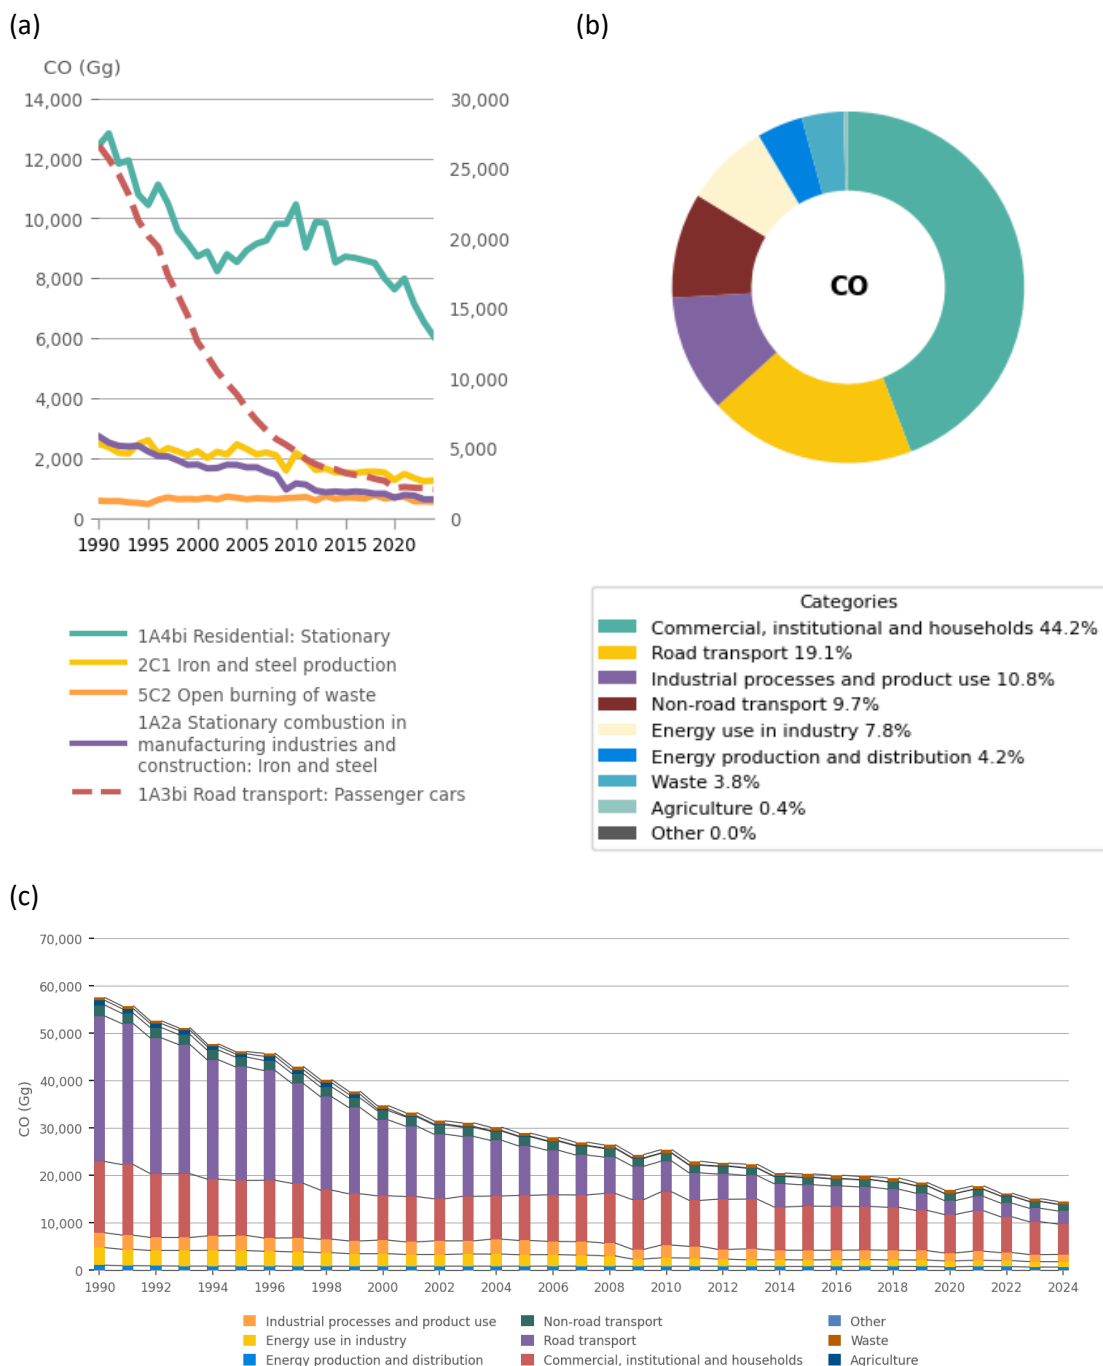 (a)
(b)
CO (Gg)
14,000
30,000
12,000
25,000
10,000
20,000
8,000
15,000
6,000
10,000
4,000
5,000
2,000
0
0
1990 1995 2000 2005 2010 2015 2020
1A4bi Residential: Stationary
2C1 Iron and steel production
5C2 Open burning of waste
1A2a Stationary combustion in
manufacturing industries and
construction: Iron and steel
1A3bi Road transport: Passenger cars
CO
Categories
Commercial, institutional and households 44.2%
Road transport 19.1%
Industrial processes and product use 10.8%
Non-road transport 9.7%
Energy use in industry 7.8%
Energy production and distribution 4.2%
Waste 3.8%
Agriculture 0.4%
Other 0.0%
(c)
70,000
60,000
50,000
40,000
30,000
20,000
10,000
0
CO (Gg)
1990 1992 1994 1996 1998 2000 2002 2004 2006 2008 2010 2012 2014 2016 2018 2020 2022 2024
Industrial processes and product use
Non-road transport
Other
Energy use in industry
Road transport
Waste
Energy production and distribution
Commercial, institutional and households
Agriculture